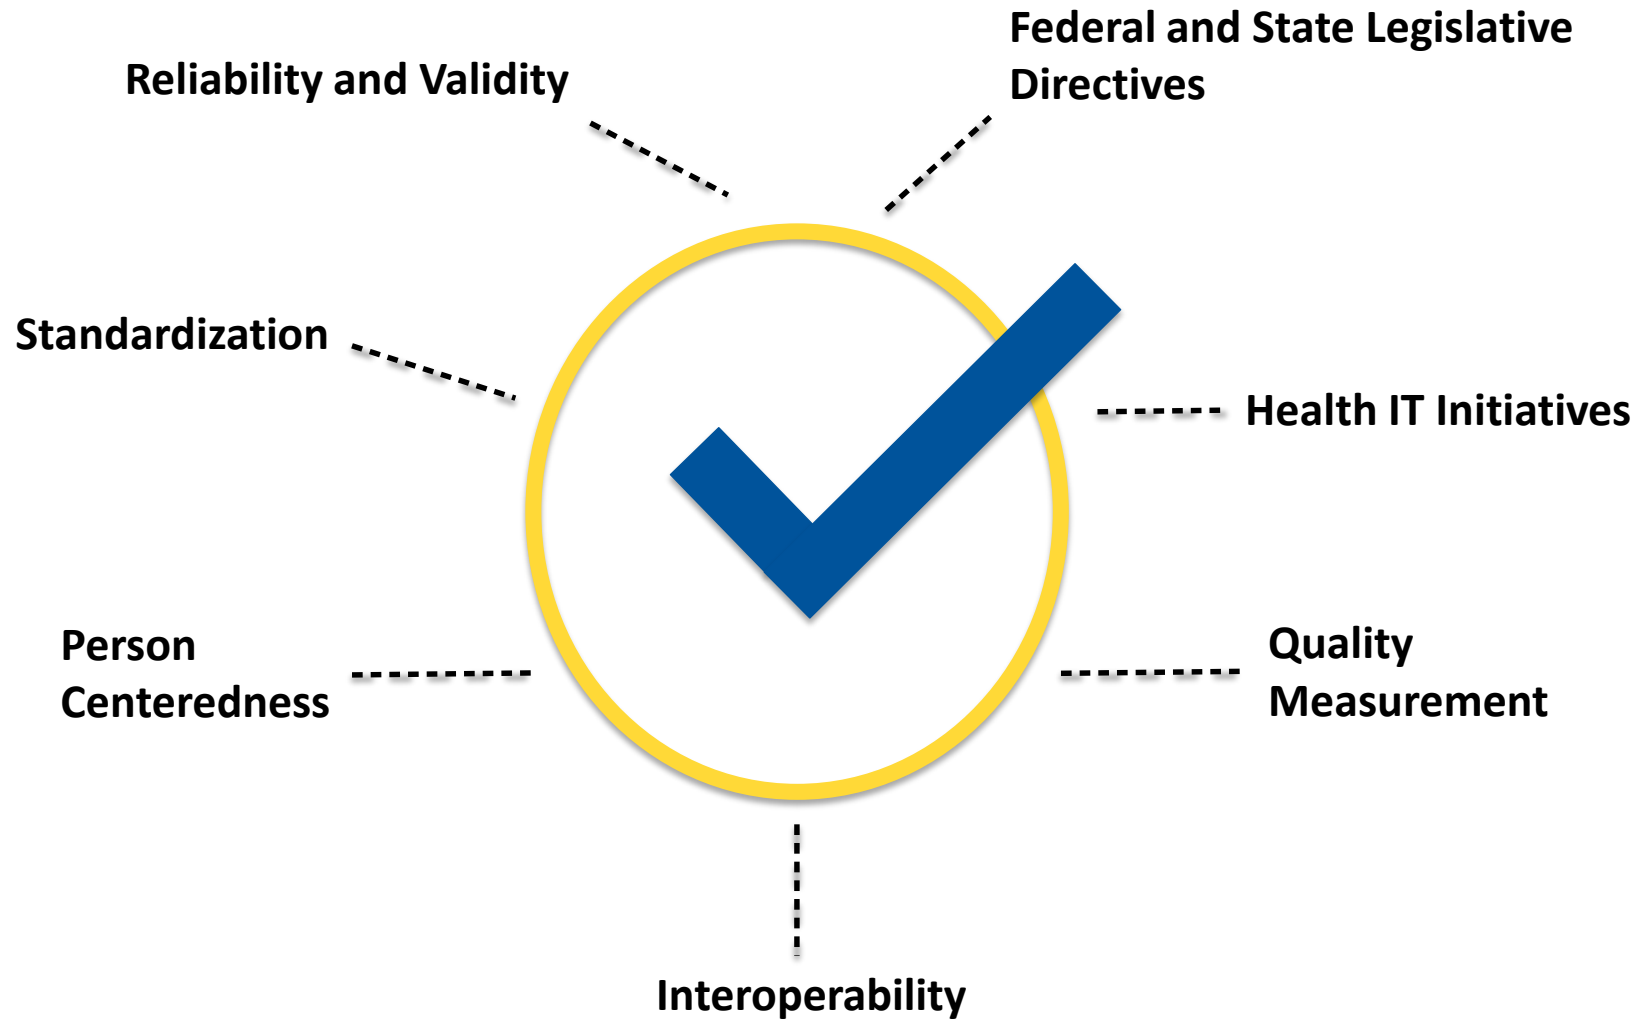 Federal and State Legislative
Directives
Reliability and Validity
Standardization
Health IT Initiatives
Person
Centeredness
Quality
Measurement
Interoperability